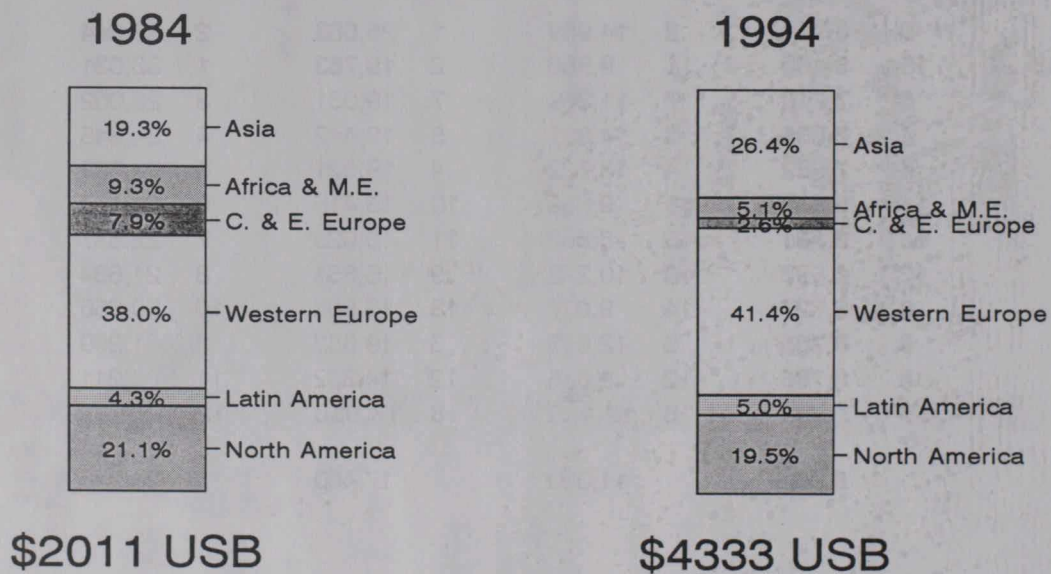 1984
19.3% Asia
9.3% Africa & M.E.
7.9% C. & E. Europe
38.0% Western Europe
4.3% Latin America
21.1% North America
$2011 USB
1994
26.4% Asia
5.1% Africa & M.E.
2.6% C. & E. Europe
41.4% Western Europe
5.0% Latin America
19.5% North America
$4333 USB